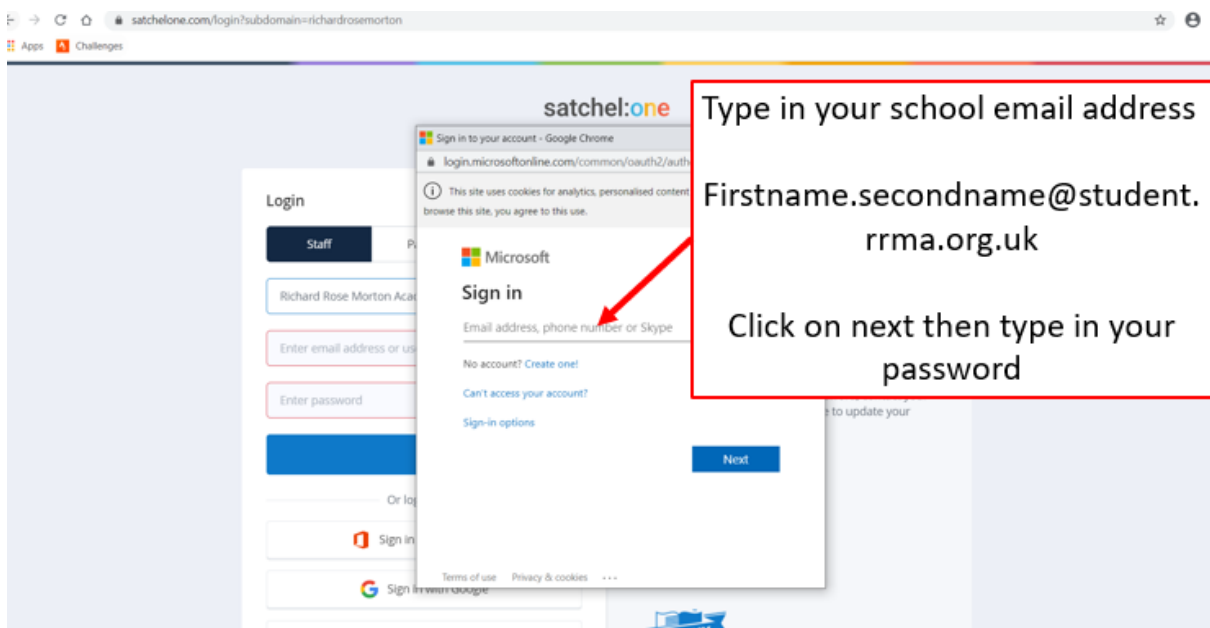 satchelone.com/login?subdomain=richardrosemorton
Apps Challenges
satchel:one
Type in your school email address
Firstname.secondname@student.
rrma.org.uk
Click on next then type in your
password
Sign in to your account - Google Chrome
login.microsoftonline.com/common/oauth2/auth
This site uses cookies for analytics, personalised content
browse this site, you agree to this use.
Microsoft
Sign in
Email address, phone number or Skype
No account? Create one!
Can't access your account?
Sign-in options
Next
Terms of use Privacy & cookies ...
Login
Staff
Richard Rose Morton Aca
Enter email address or us
Enter password
Or log
Sign in
Sign in with Google
to update your